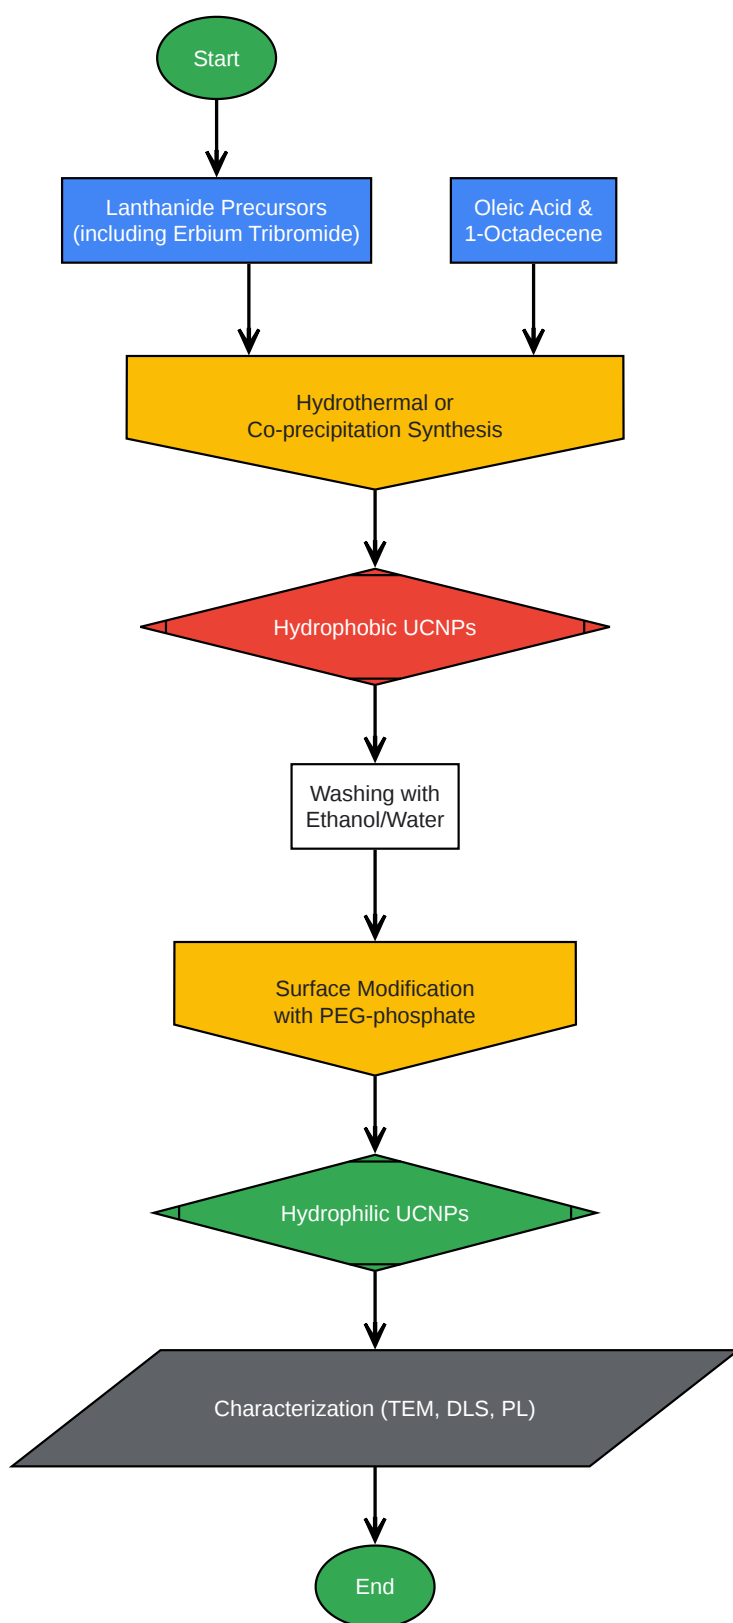 Start
Lanthanide Precursors
(including Erbium Tribromide)
Oleic Acid &
1-Octadecene
Hydrothermal or
Co-precipitation Synthesis
Hydrophobic UCNPs
Washing with
Ethanol/Water
Surface Modification
with PEG-phosphate
Hydrophilic UCNPs
Characterization (TEM, DLS, PL)
End